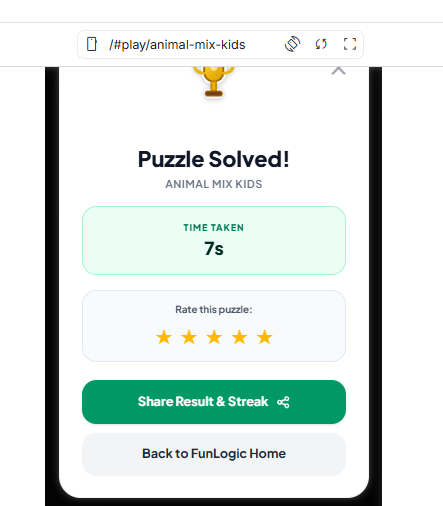 /#play/animal-mix-kids
Puzzle Solved!
ANIMAL MIX KIDS
TIME TAKEN
7s
Rate this puzzle:
Share Result & Streak
Back to FunLogic Home